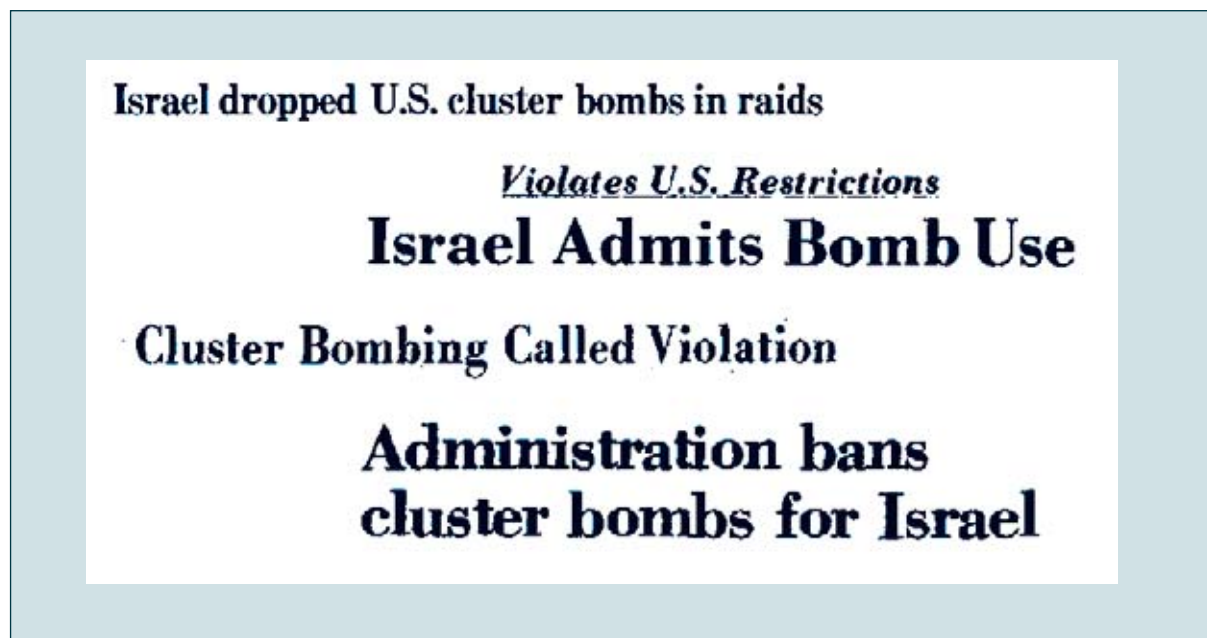 Israel dropped U.S. cluster bombs in raids
Violates U.S. Restrictions
Israel Admits Bomb Use
Cluster Bombing Called Violation
Administration bans
cluster bombs for Israel